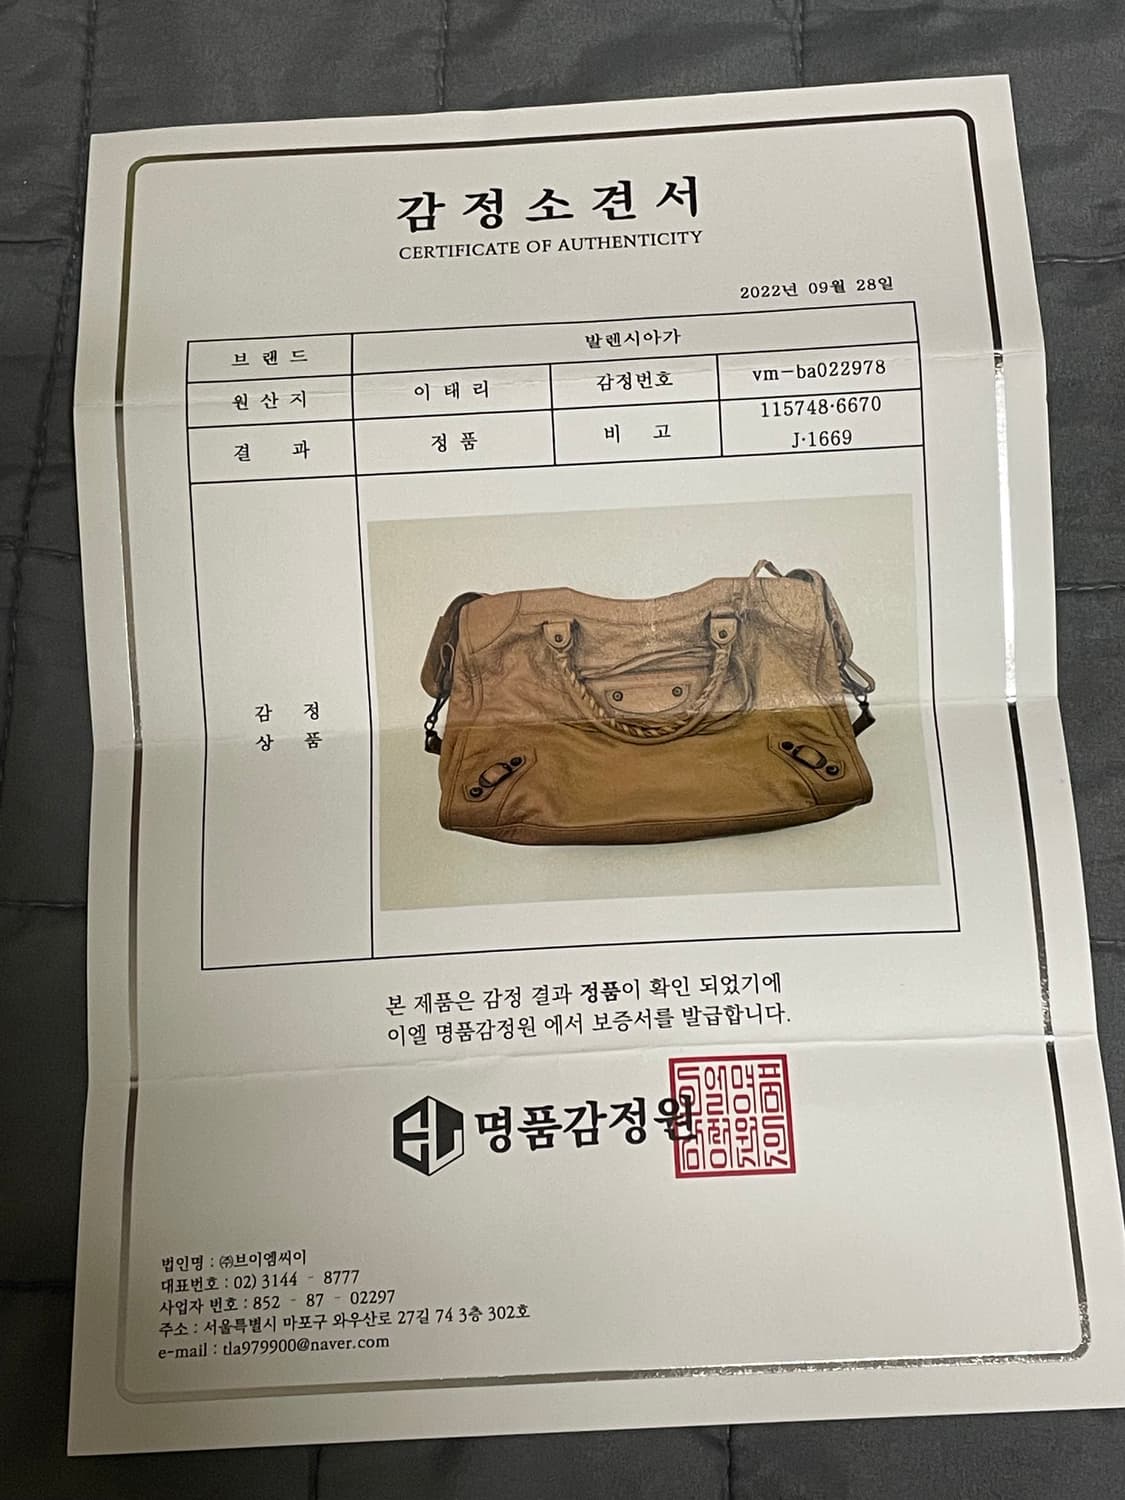 감정소견서
CERTIFICATE OF AUTHENTICITY
2022년 09월 28일
브랜드 발렌시아가
원산지 이태리 감정번호 vm-ba022978
결과 정품 비고 115748·6670
J·1669
감정
상품
본 제품은 감정 결과 정품이 확인 되었기에
이엘 명품감정원 에서 보증서를 발급합니다.
EL 명품감정원
법인명 : ㈜브이엠씨이
대표번호 : 02) 3144 - 8777
사업자 번호 : 852 - 87 - 02297
주소 : 서울특별시 마포구 와우산로 27길 74 3층 302호
e-mail : tla979900@naver.com